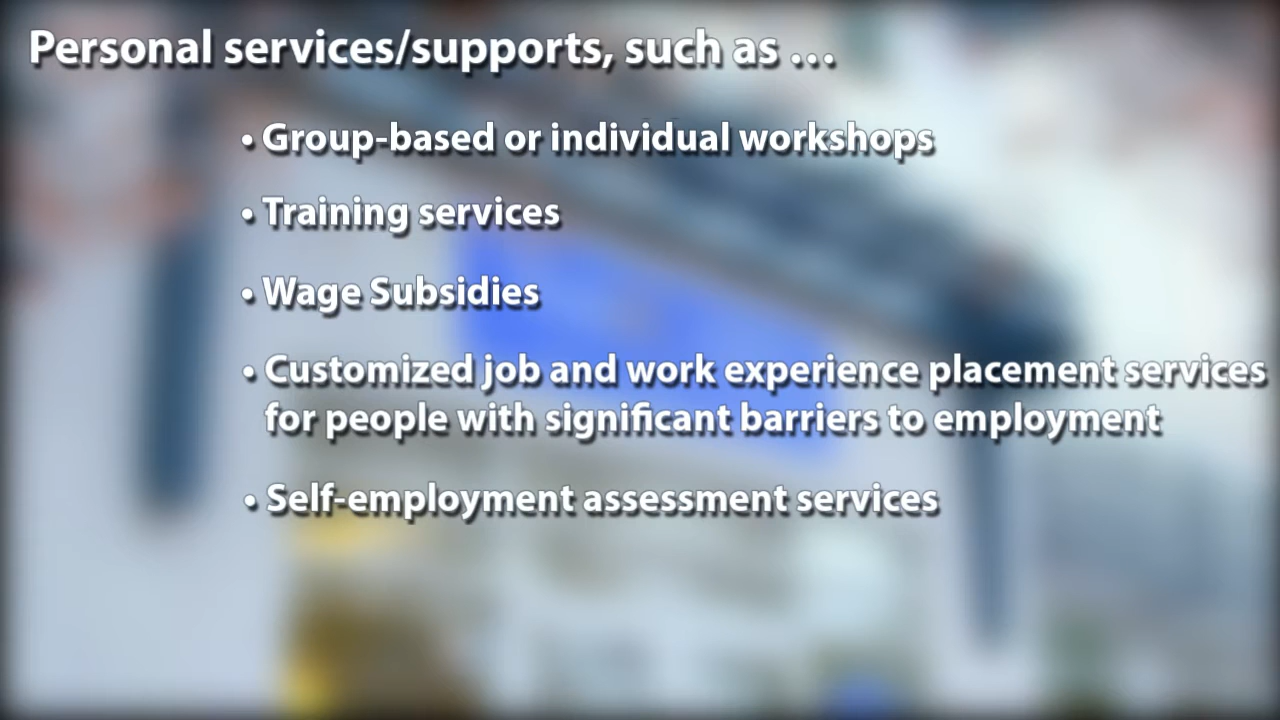 Personal services/supports, such as …
• Group-based or individual workshops
• Training services
• Wage Subsidies
• Customized job and work experience placement services
for people with significant barriers to employment
• Self-employment assessment services